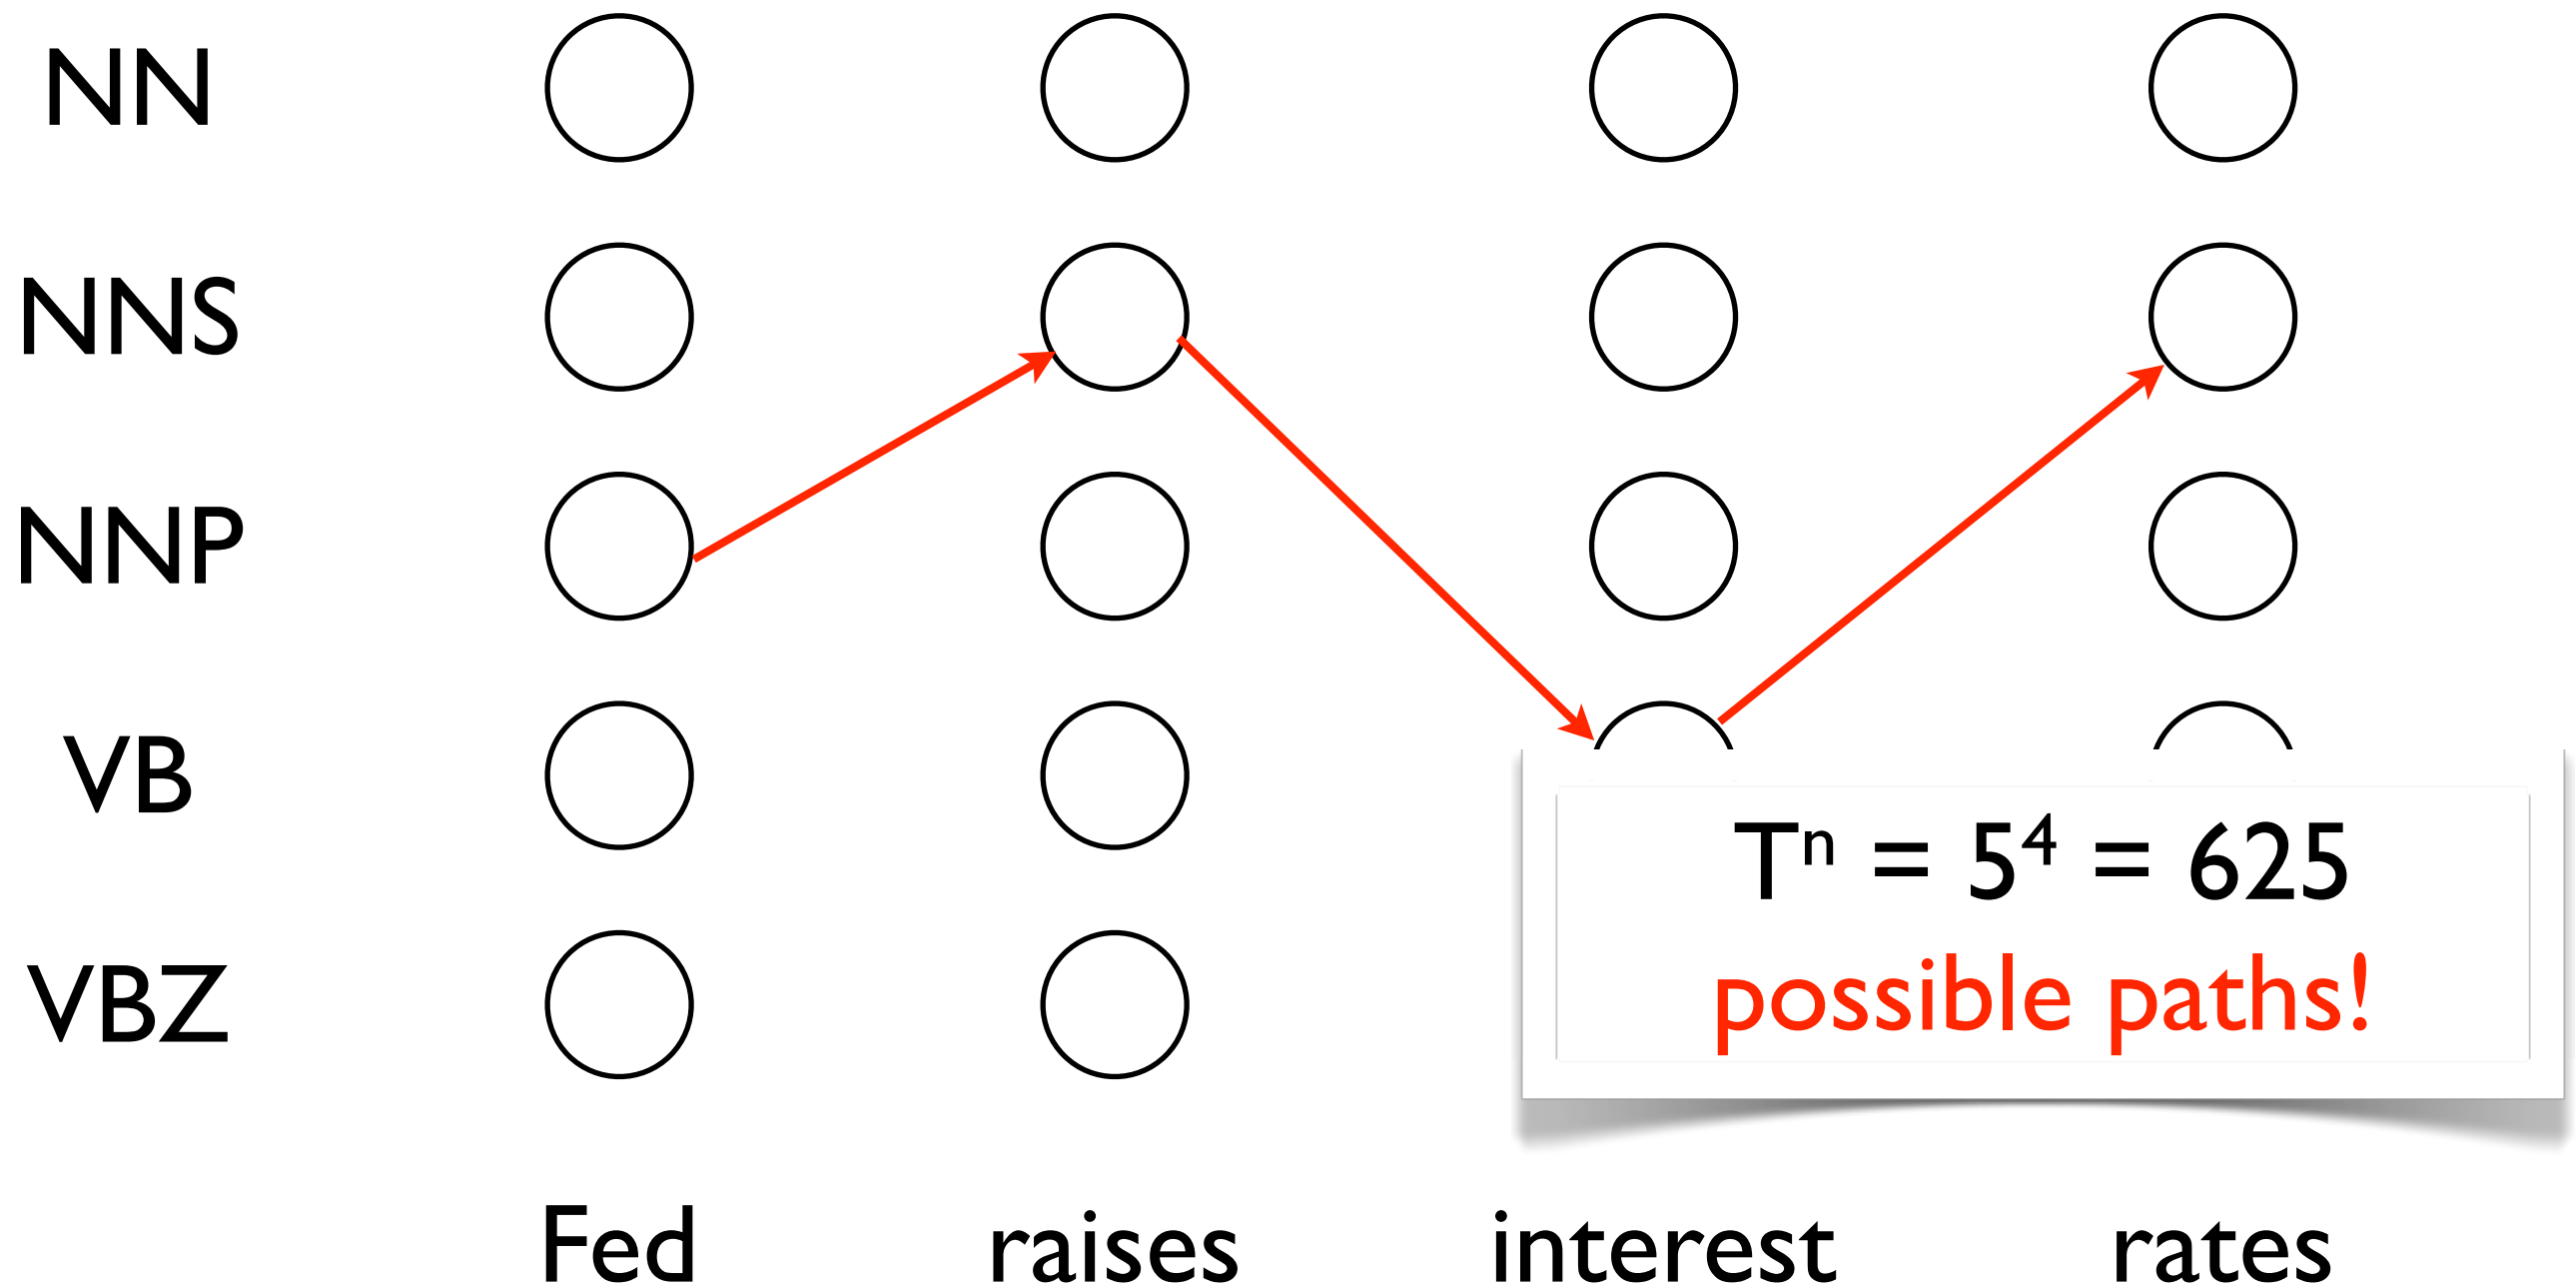 NN
NNS
NNP
VB
VBZ
Tⁿ = 5⁴ = 625
possible paths!
Fed raises interest rates